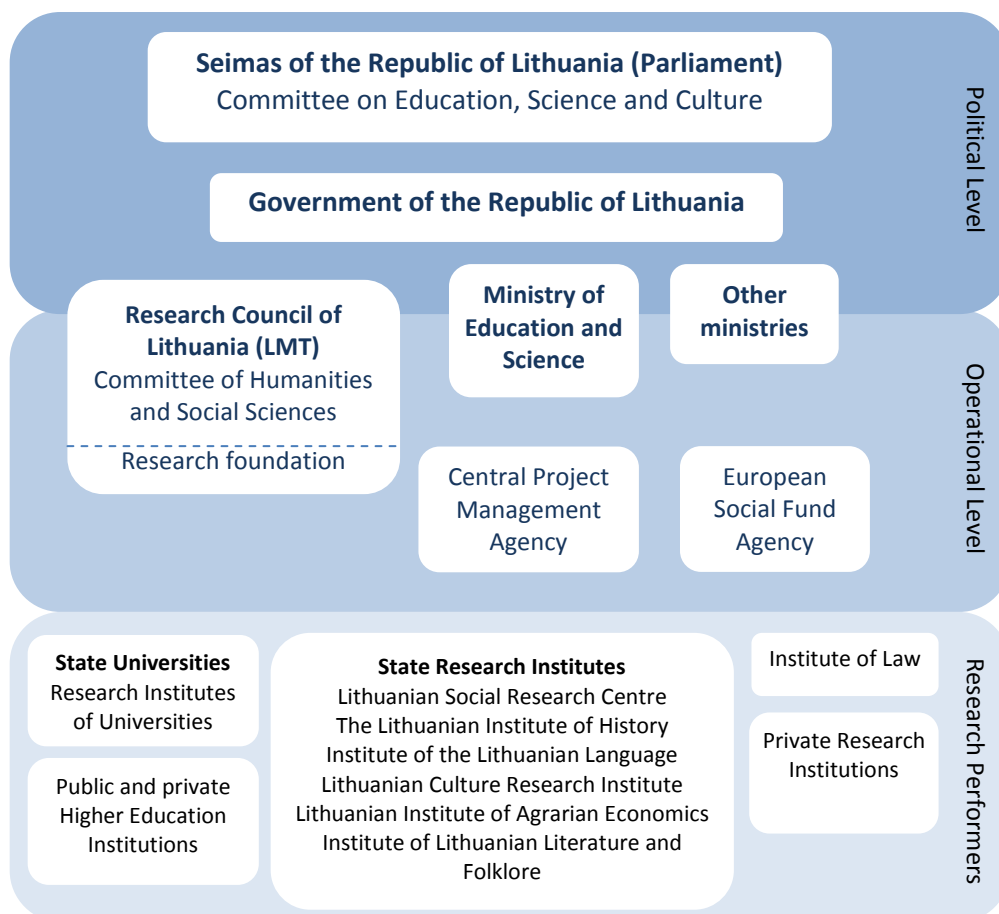 Seimas of the Republic of Lithuania (Parliament)
Committee on Education, Science and Culture
Government of the Republic of Lithuania
Political Level
Research Council of
Lithuania (LMT)
Committee of Humanities
and Social Sciences
Research foundation
Ministry of
Education and
Science
Other
ministries
Central Project
Management
Agency
European
Social Fund
Agency
Operational Level
State Universities
Research Institutes
of Universities
Public and private
Higher Education
Institutions
State Research Institutes
Lithuanian Social Research Centre
The Lithuanian Institute of History
Institute of the Lithuanian Language
Lithuanian Culture Research Institute
Lithuanian Institute of Agrarian Economics
Institute of Lithuanian Literature and
Folklore
Institute of Law
Private Research
Institutions
Research Performers